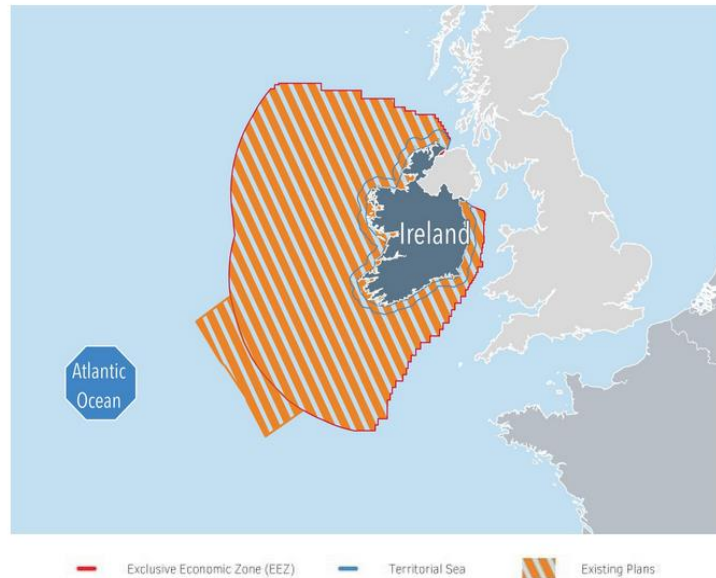 Ireland
Atlantic
Ocean
Exclusive Economic Zone (EEZ) Territorial Sea Existing Plans